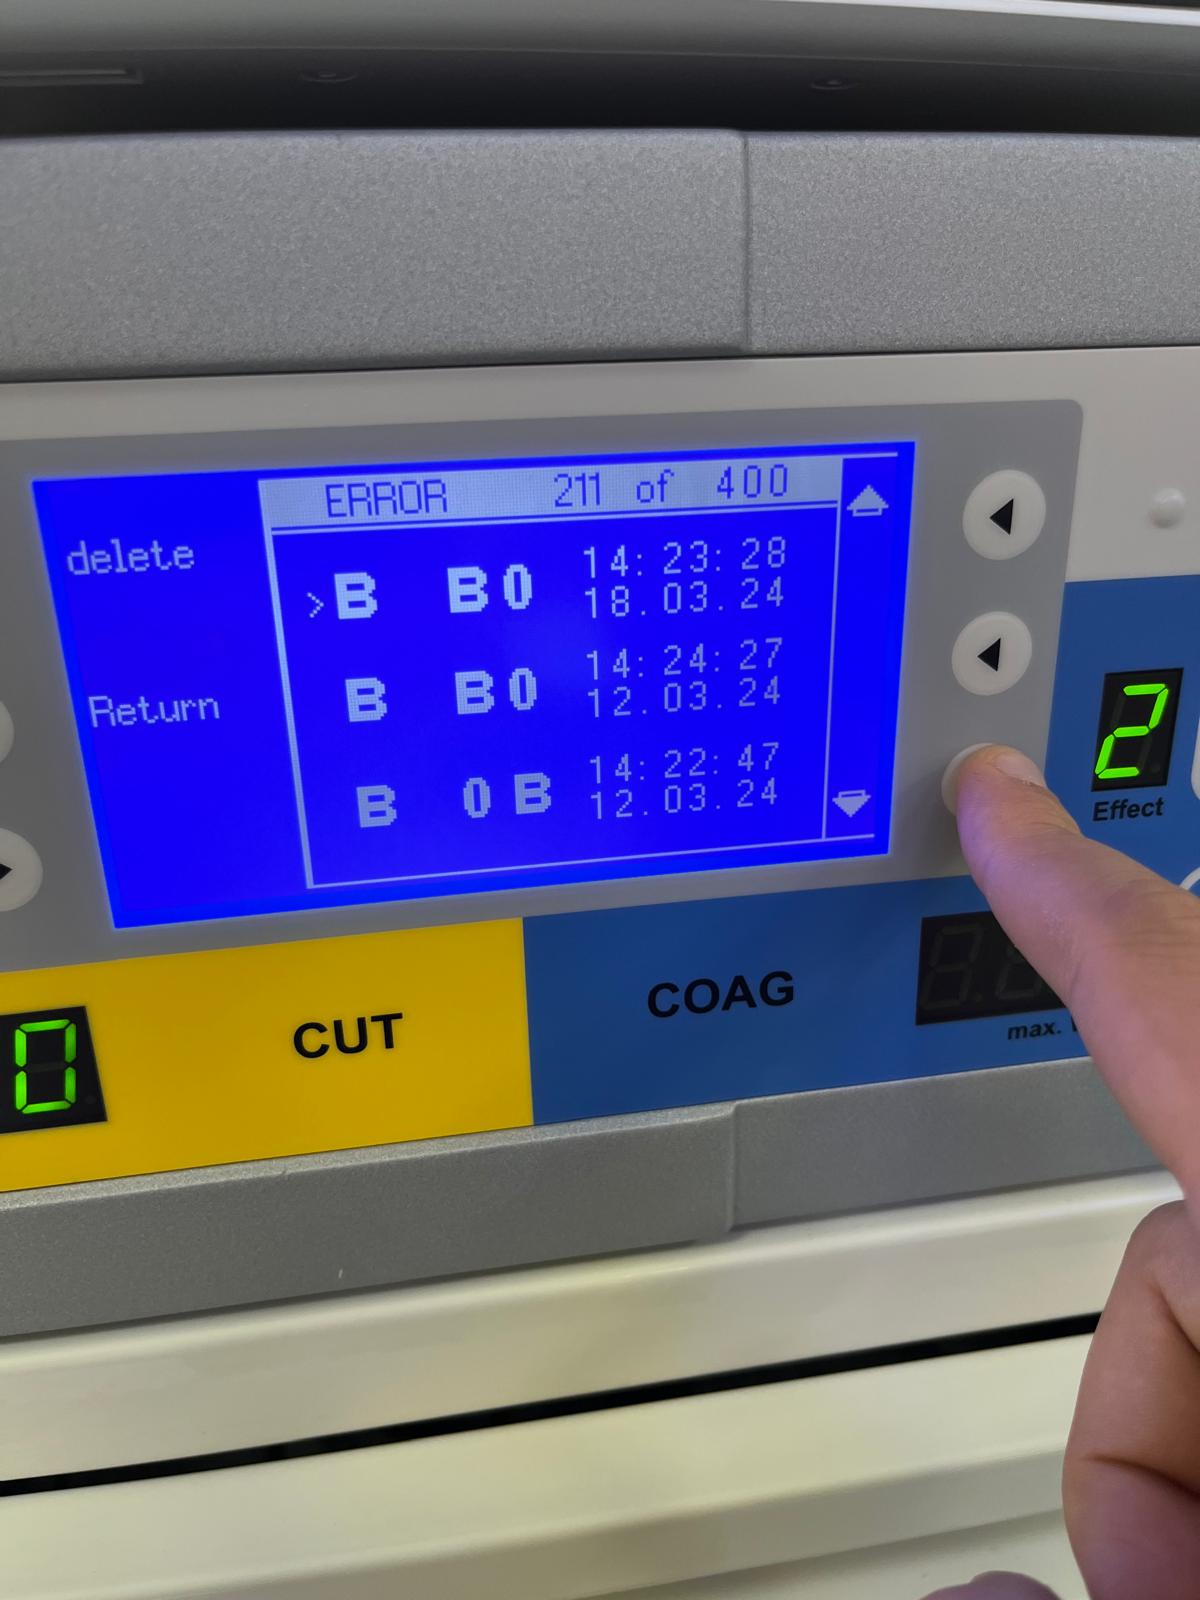 ERROR 211 of 400
delete
>B B0 14:23:28
18.03.24
Return
B B0 14:24:27
12.03.24
B 0B 14:22:47
12.03.24
2
Effect
COAG
CUT
max.
0